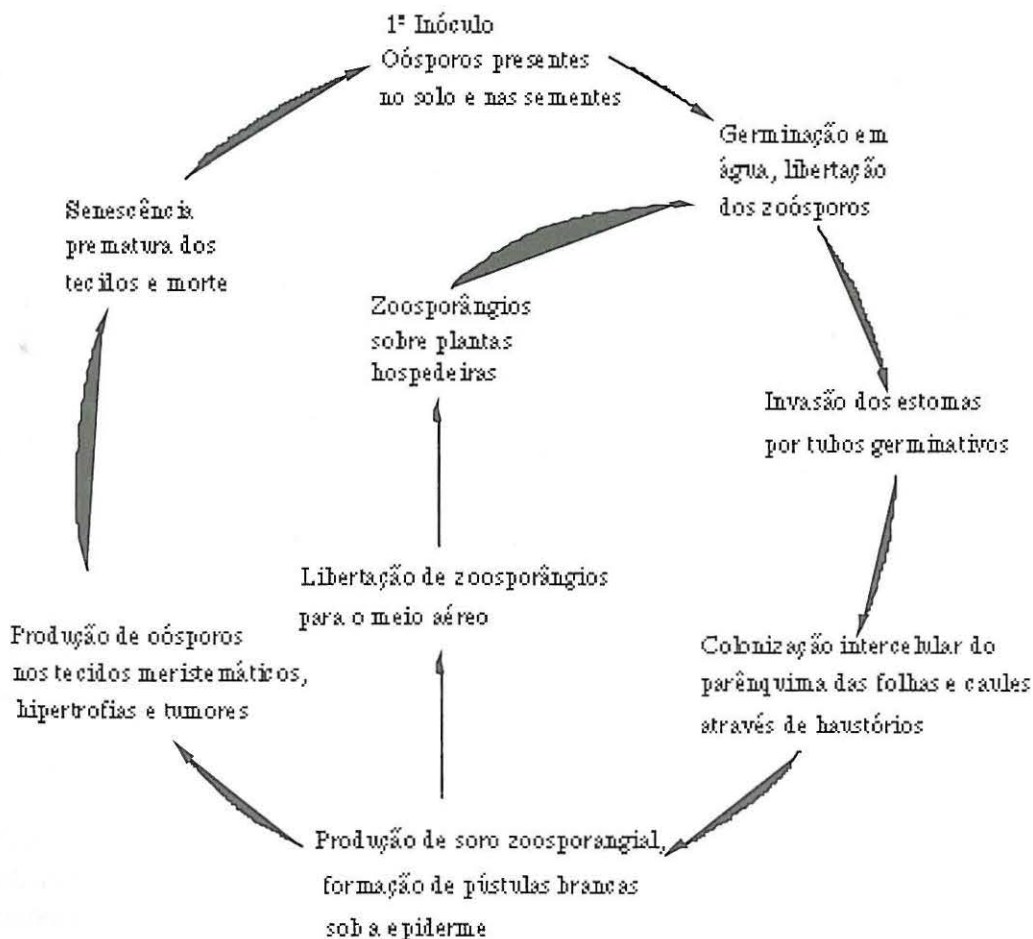 1º Inóculo
Oósporos presentes
no solo e nas sementes
Germinação em
água, libertação
dos zoósporos
Invasão dos estomas
por tubos germinativos
Colonização intercelular do
parênquima das folhas e caules
através de haustórios
Produção de soro zoosporangial,
formação de pústulas brancas
sob a epiderme
Produção de oósporos
nos tecidos meristemáticos,
hipertrofias e tumores
Senescência
prematura dos
tecidos e morte
Libertação de zoosporângios
para o meio aéreo
Zoosporângios
sobre plantas
hospedeiras